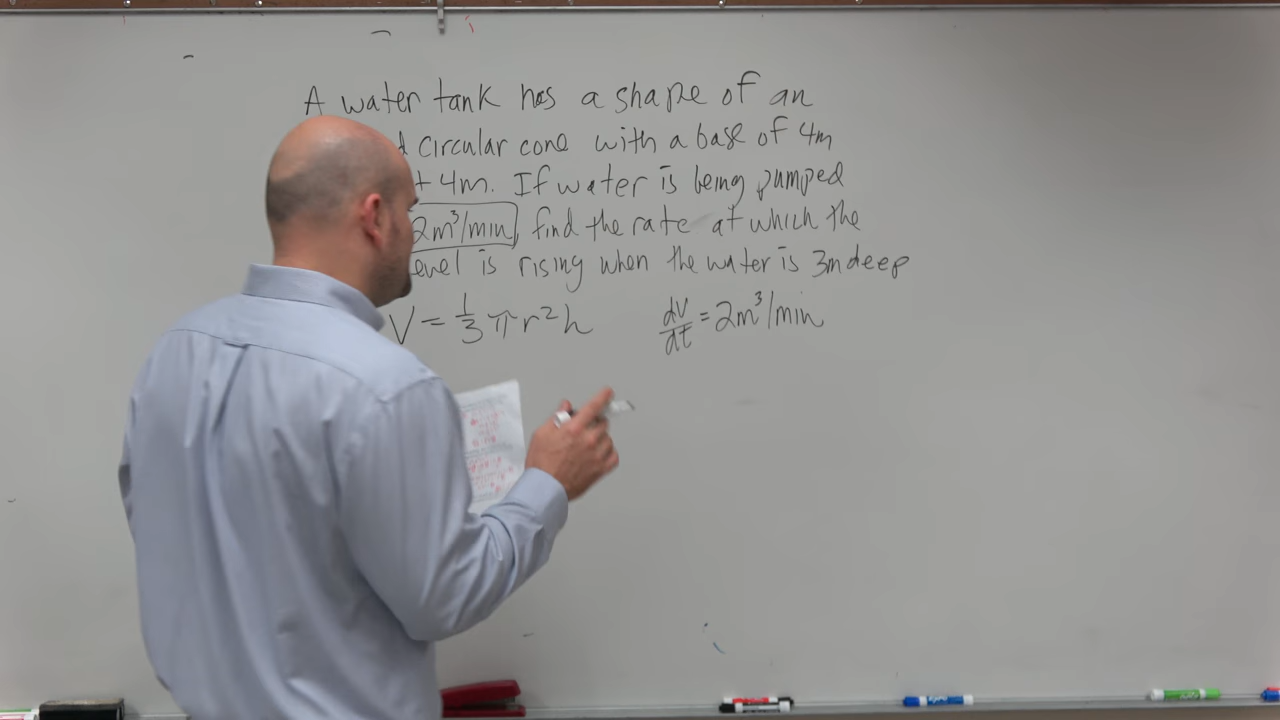 A water tank has a shape of an
circular cone with a base of 4m
4m. If water is being pumped
2m³/min, find the rate at which the
level is rising when the water is 3m deep
V = 1/3 π r² h    dV/dt = 2m³/min